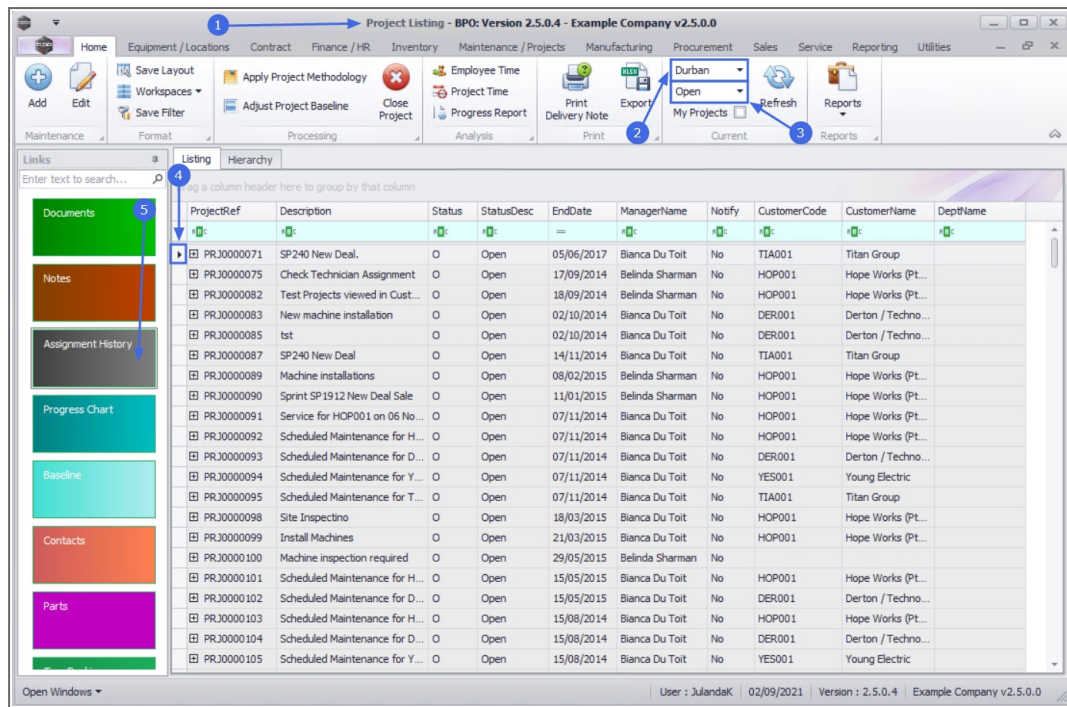 1
Project Listing - BPO: Version 2.5.0.4 - Example Company v2.5.0.0
Home Equipment / Locations Contract Finance / HR Inventory Maintenance / Projects Manufacturing Procurement Sales Service Reporting Utilities
Add
Edit
Maintenance
Save Layout
Workspaces
Save Filter
Format
Apply Project Methodology
Adjust Project Baseline
Close
Project
Processing
Employee Time
Project Time
Progress Report
Analysis
Print
Delivery Note
Export
Print
2
Durban
Open
My Projects
Refresh
Current
3
Reports
Reports
Links
Enter text to search...
Documents
Notes
Assignment History
Progress Chart
Baseline
Contacts
Parts
5
4
Listing Hierarchy
ag a column header here to group by that column
ProjectRef Description Status StatusDesc EndDate ManagerName Notify CustomerCode CustomerName DeptName
PRJ0000071 SP240 New Deal. O Open 05/06/2017 Bianca Du Toit No TIA001 Titan Group
PRJ0000075 Check Technician Assignment O Open 17/09/2014 Belinda Sharman No HOP001 Hope Works (Pt...
PRJ0000082 Test Projects viewed in Cust... O Open 18/09/2014 Belinda Sharman No HOP001 Hope Works (Pt...
PRJ0000083 New machine installation O Open 02/10/2014 Bianca Du Toit No DER001 Derton / Techno...
PRJ0000085 tst O Open 02/10/2014 Bianca Du Toit No DER001 Derton / Techno...
PRJ0000087 SP240 New Deal O Open 14/11/2014 Bianca Du Toit No TIA001 Titan Group
PRJ0000089 Machine installations O Open 08/02/2015 Belinda Sharman No HOP001 Hope Works (Pt...
PRJ0000090 Sprint SP1912 New Deal Sale O Open 11/01/2015 Belinda Sharman No HOP001 Hope Works (Pt...
PRJ0000091 Service for HOP001 on 06 No... O Open 07/11/2014 Bianca Du Toit No HOP001 Hope Works (Pt...
PRJ0000092 Scheduled Maintenance for H... O Open 07/11/2014 Bianca Du Toit No HOP001 Hope Works (Pt...
PRJ0000093 Scheduled Maintenance for D... O Open 07/11/2014 Bianca Du Toit No DER001 Derton / Techno...
PRJ0000094 Scheduled Maintenance for Y... O Open 07/11/2014 Bianca Du Toit No YES001 Young Electric
PRJ0000095 Scheduled Maintenance for T... O Open 07/11/2014 Bianca Du Toit No TIA001 Titan Group
PRJ0000098 Site Inspectino O Open 18/03/2015 Bianca Du Toit No HOP001 Hope Works (Pt...
PRJ0000099 Install Machines O Open 21/03/2015 Bianca Du Toit No HOP001 Hope Works (Pt...
PRJ0000100 Machine inspection required O Open 29/05/2015 Belinda Sharman No
PRJ0000101 Scheduled Maintenance for H... O Open 15/05/2015 Bianca Du Toit No HOP001 Hope Works (Pt...
PRJ0000102 Scheduled Maintenance for D... O Open 15/05/2015 Bianca Du Toit No DER001 Derton / Techno...
PRJ0000103 Scheduled Maintenance for H... O Open 15/08/2014 Bianca Du Toit No HOP001 Hope Works (Pt...
PRJ0000104 Scheduled Maintenance for D... O Open 15/08/2014 Bianca Du Toit No DER001 Derton / Techno...
PRJ0000105 Scheduled Maintenance for Y... O Open 15/08/2014 Bianca Du Toit No YES001 Young Electric
Open Windows
User : JulandaK 02/09/2021 Version : 2.5.0.4 Example Company v2.5.0.0